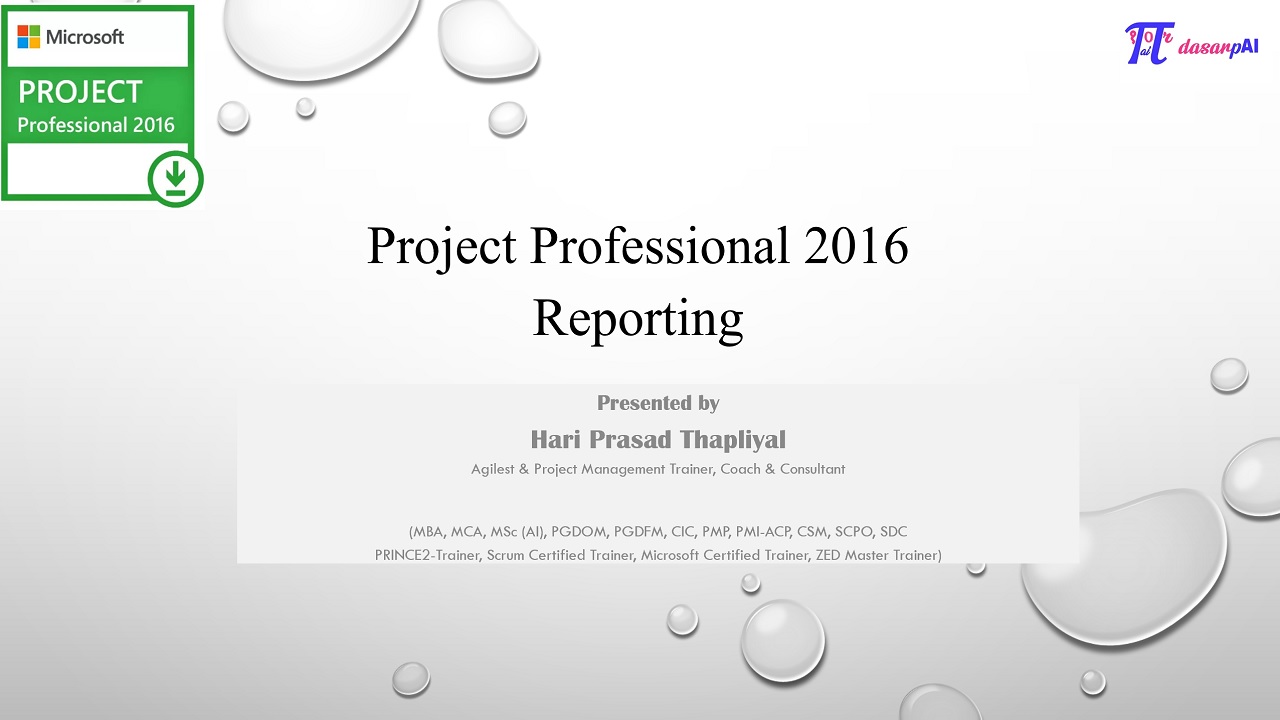 Microsoft
PROJECT
Professional 2016
dasarpAI
Project Professional 2016
Reporting
Presented by
Hari Prasad Thapliyal
Agilest & Project Management Trainer, Coach & Consultant
(MBA, MCA, MSc (AI), PGDOM, PGDFM, CIC, PMP, PMI-ACP, CSM, SCPO, SDC
PRINCE2-Trainer, Scrum Certified Trainer, Microsoft Certified Trainer, ZED Master Trainer)